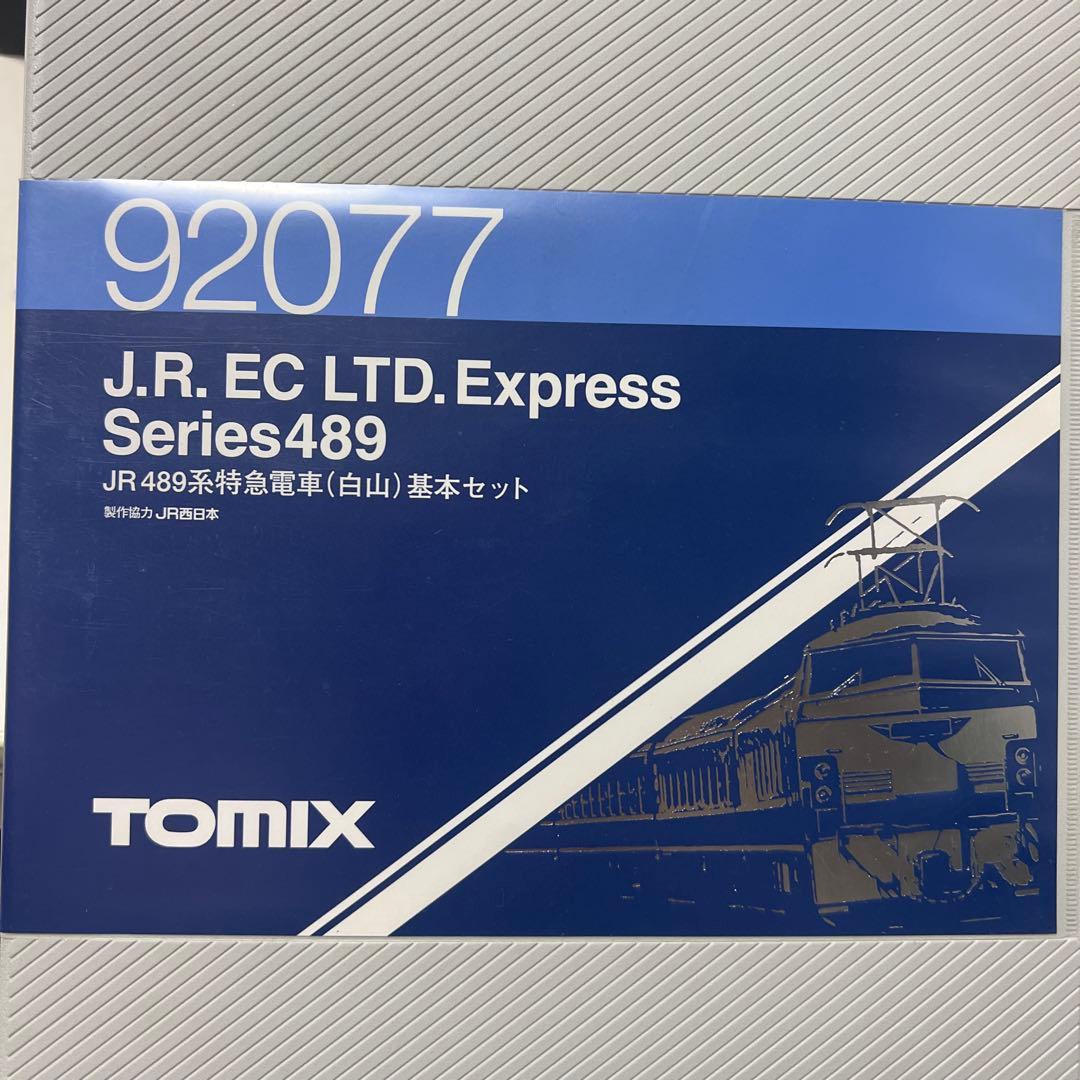 92077
J.R. EC LTD. Express
Series489
JR489系特急電車(白山)基本セット
製作協力 JR西日本
TOMIX